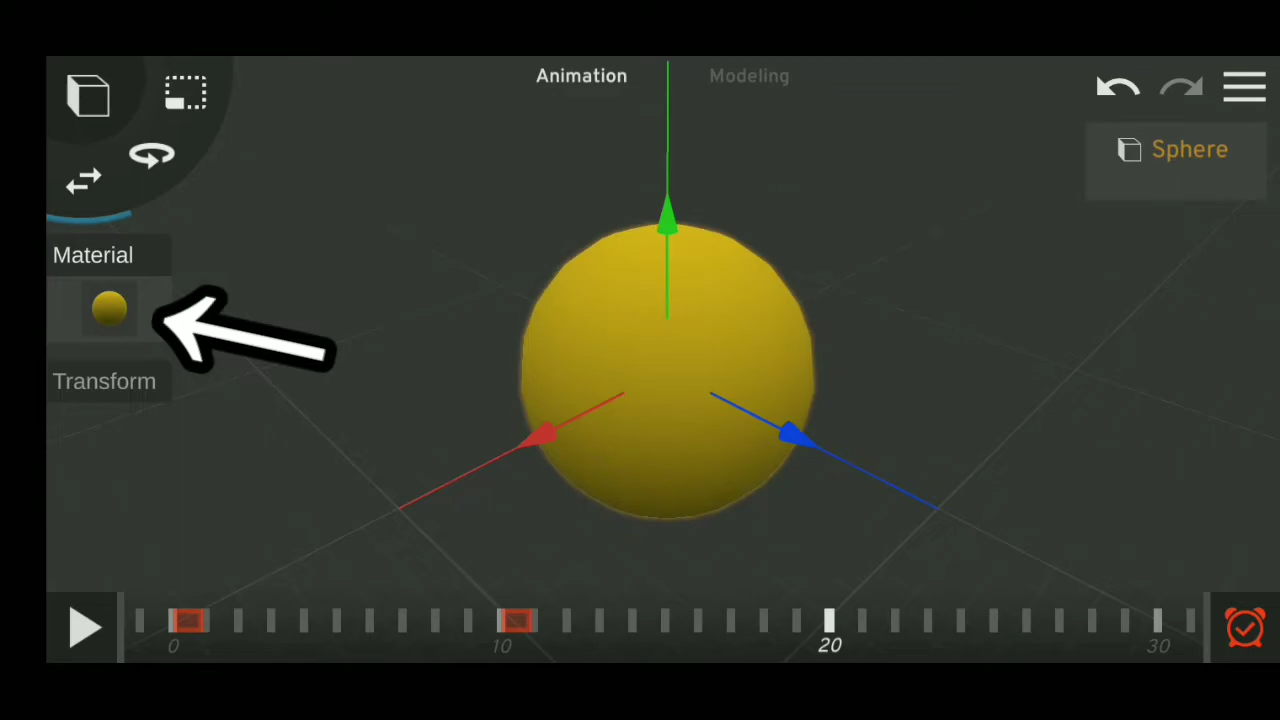 Animation Modeling
Sphere
Material
Transform
0 10 20 30